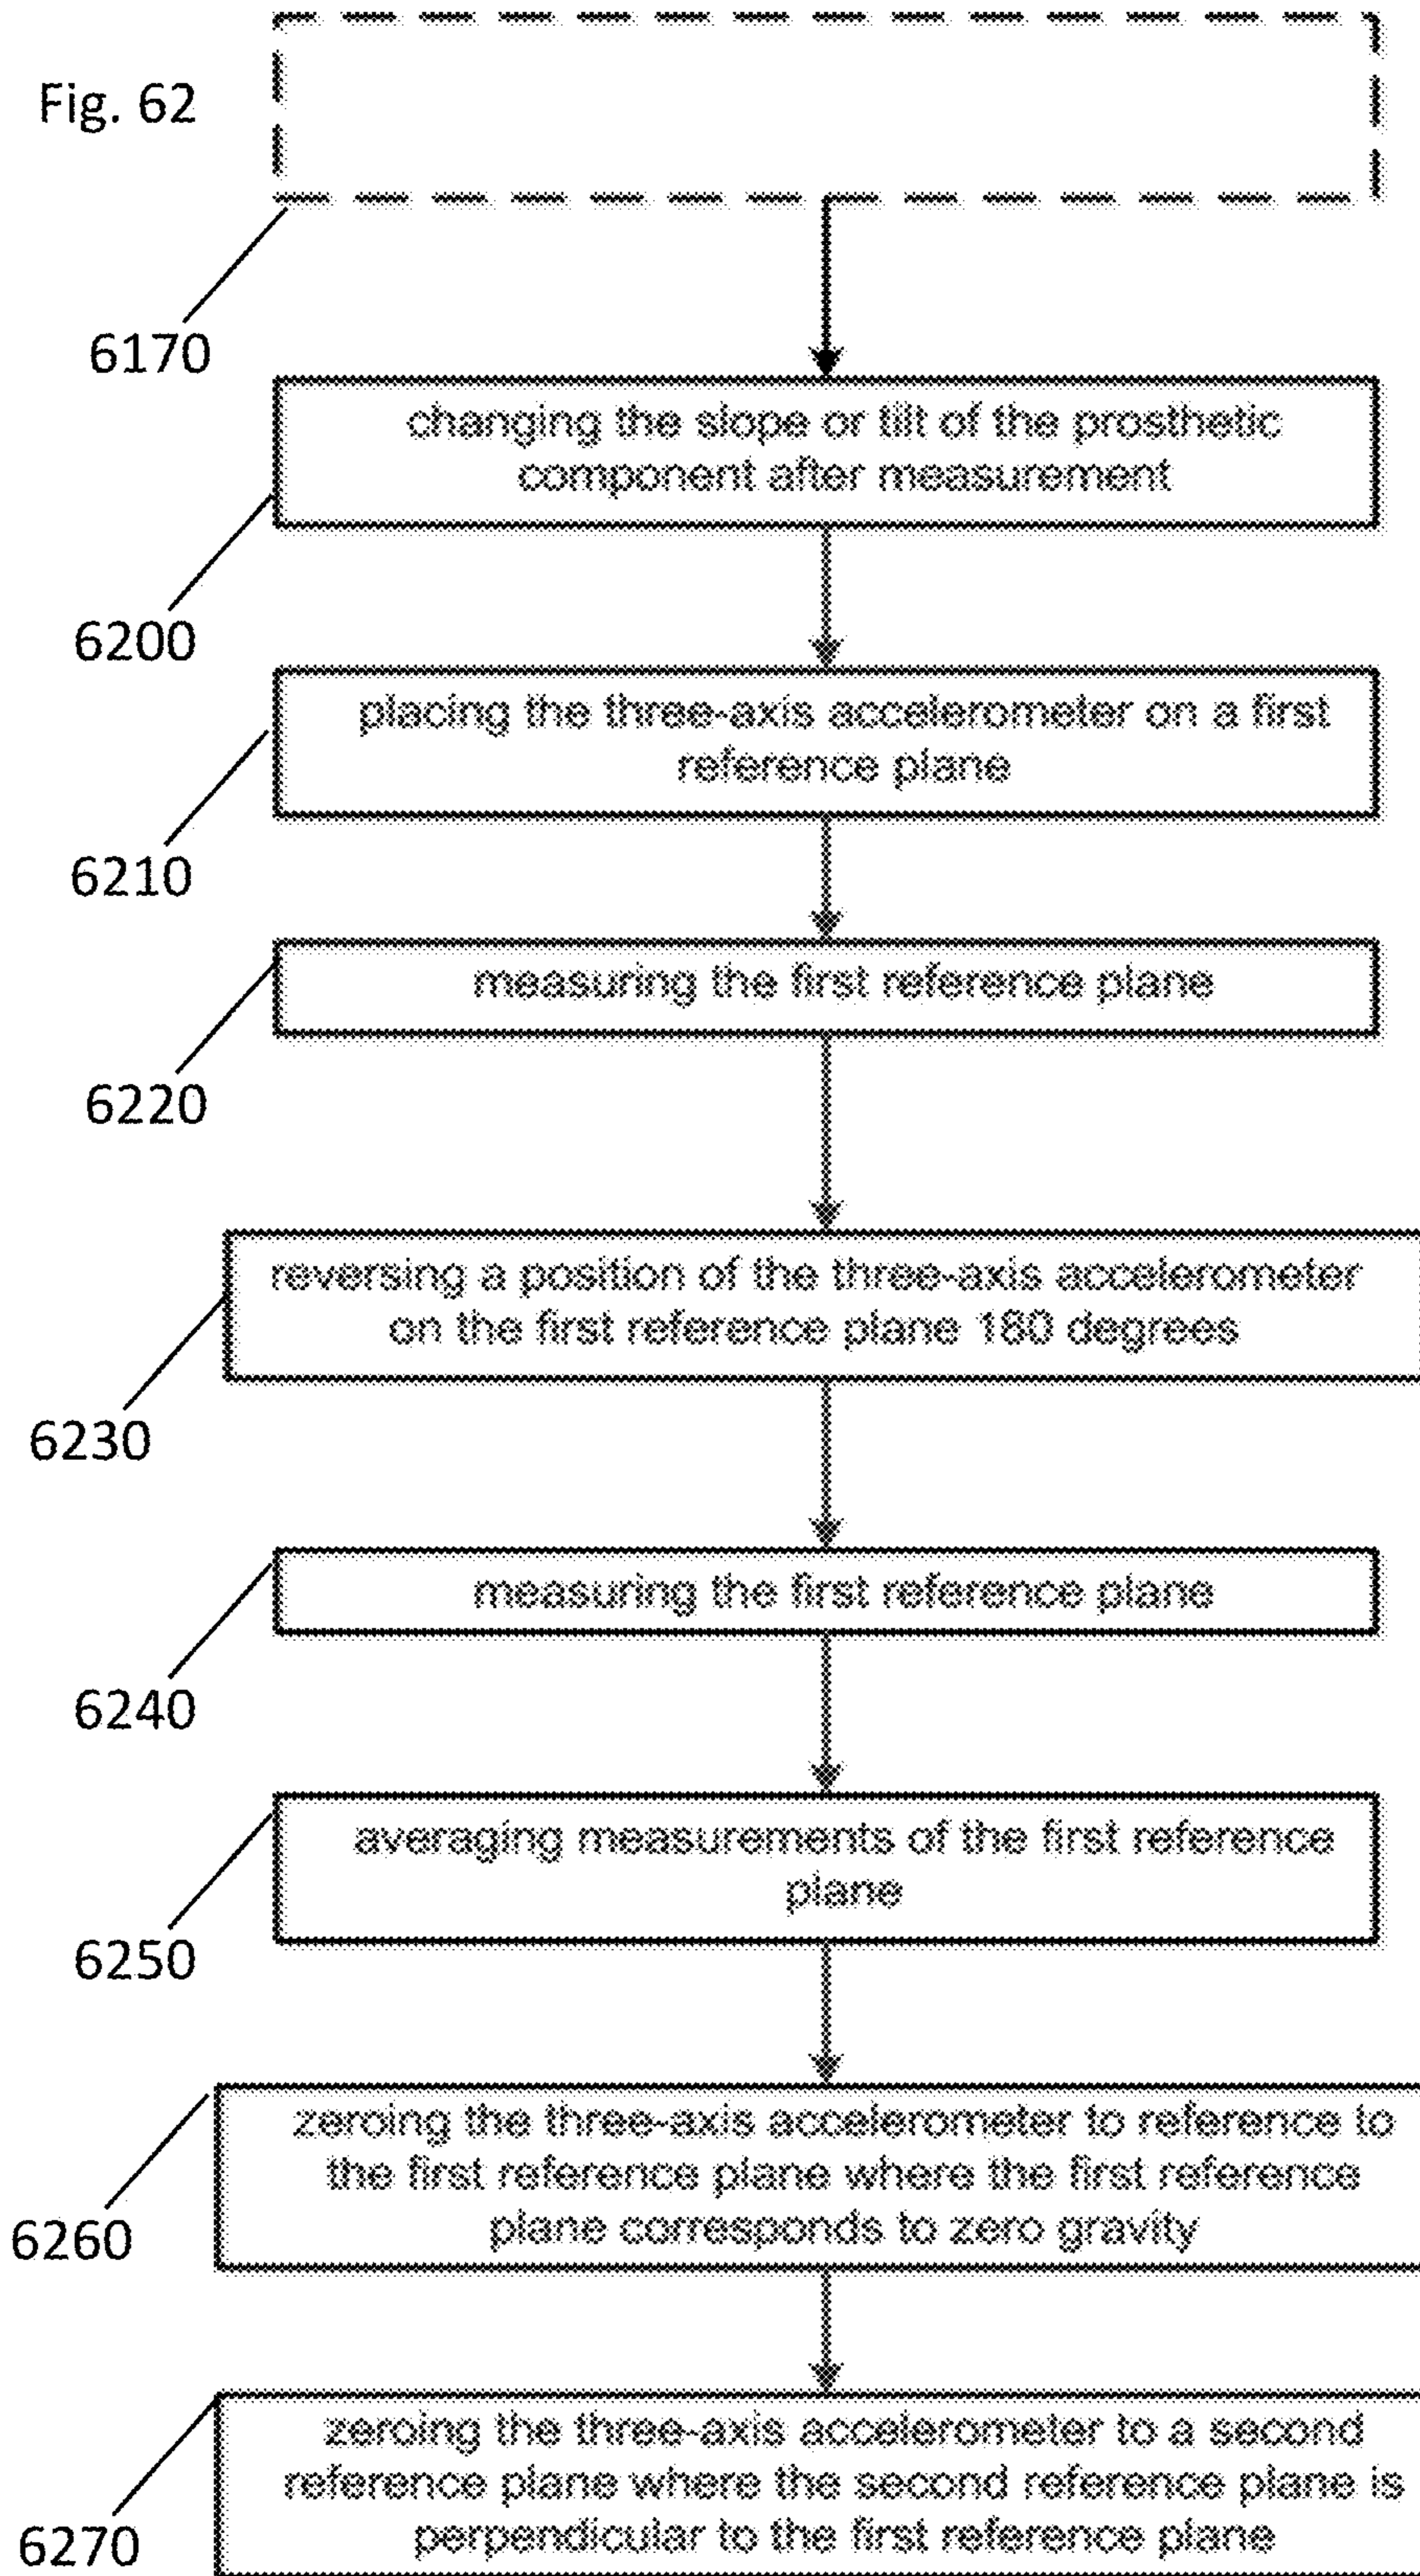 Fig. 62
6170
changing the slope or tilt of the prosthetic
component after measurement
6200
placing the three-axis accelerometer on a first
reference plane
6210
measuring the first reference plane
6220
reversing a position of the three-axis accelerometer
on the first reference plane 180 degrees
6230
measuring the first reference plane
6240
averaging measurements of the first reference
plane
6250
zeroing the three-axis accelerometer to reference to
the first reference plane where the first reference
plane corresponds to zero gravity
6260
zeroing the three-axis accelerometer to a second
reference plane where the second reference plane is
perpendicular to the first reference plane
6270